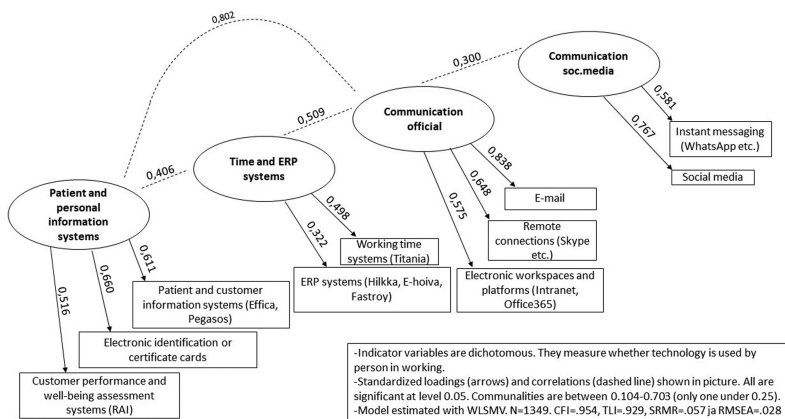 0,802
Communication
soc.media
0,300
0,581
0,767
Instant messaging
(WhatsApp etc.)
Social media
Communication
official
0,509
0,838
0,648
0,575
E-mail
Remote
connections (Skype
etc.)
Electronic workspaces and
platforms (Intranet,
Office365)
Time and ERP
systems
0,406
0,498
0,322
Working time
systems (Titania)
ERP systems (Hilkka, E-hoiva,
Fastroy)
Patient and
personal
information
systems
0,611
0,660
0,516
Patient and customer
information systems (Effica,
Pegasos)
Electronic identification or
certificate cards
Customer performance and
well-being assessment
systems (RAI)
-Indicator variables are dichotomous. They measure whether technology is used by
person in working.
-Standardized loadings (arrows) and correlations (dashed line) shown in picture. All are
significant at level 0.05. Communalities are between 0.104-0.703 (only one under 0.25).
-Model estimated with WLSMV. N=1349. CFI=.954, TLI=.929, SRMR=.057 ja RMSEA=.028